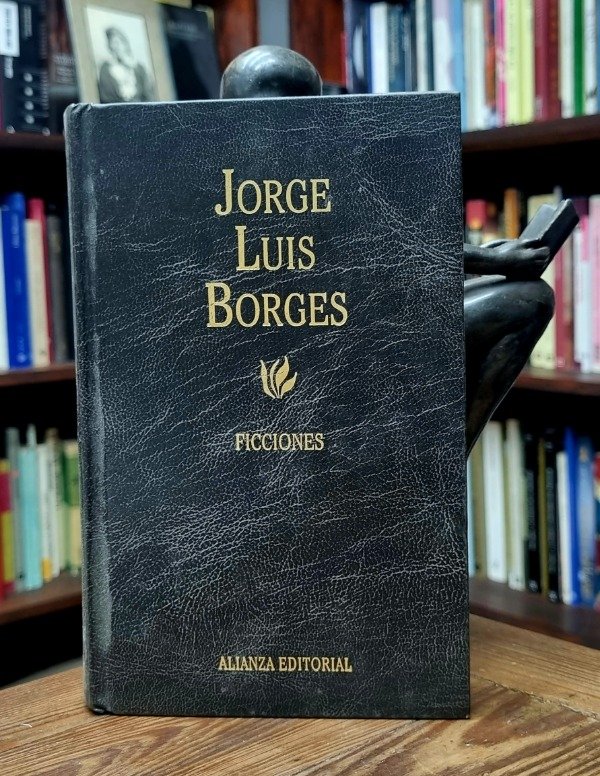 JORGE
LUIS
BORGES
FICCIONES
ALIANZA EDITORIAL